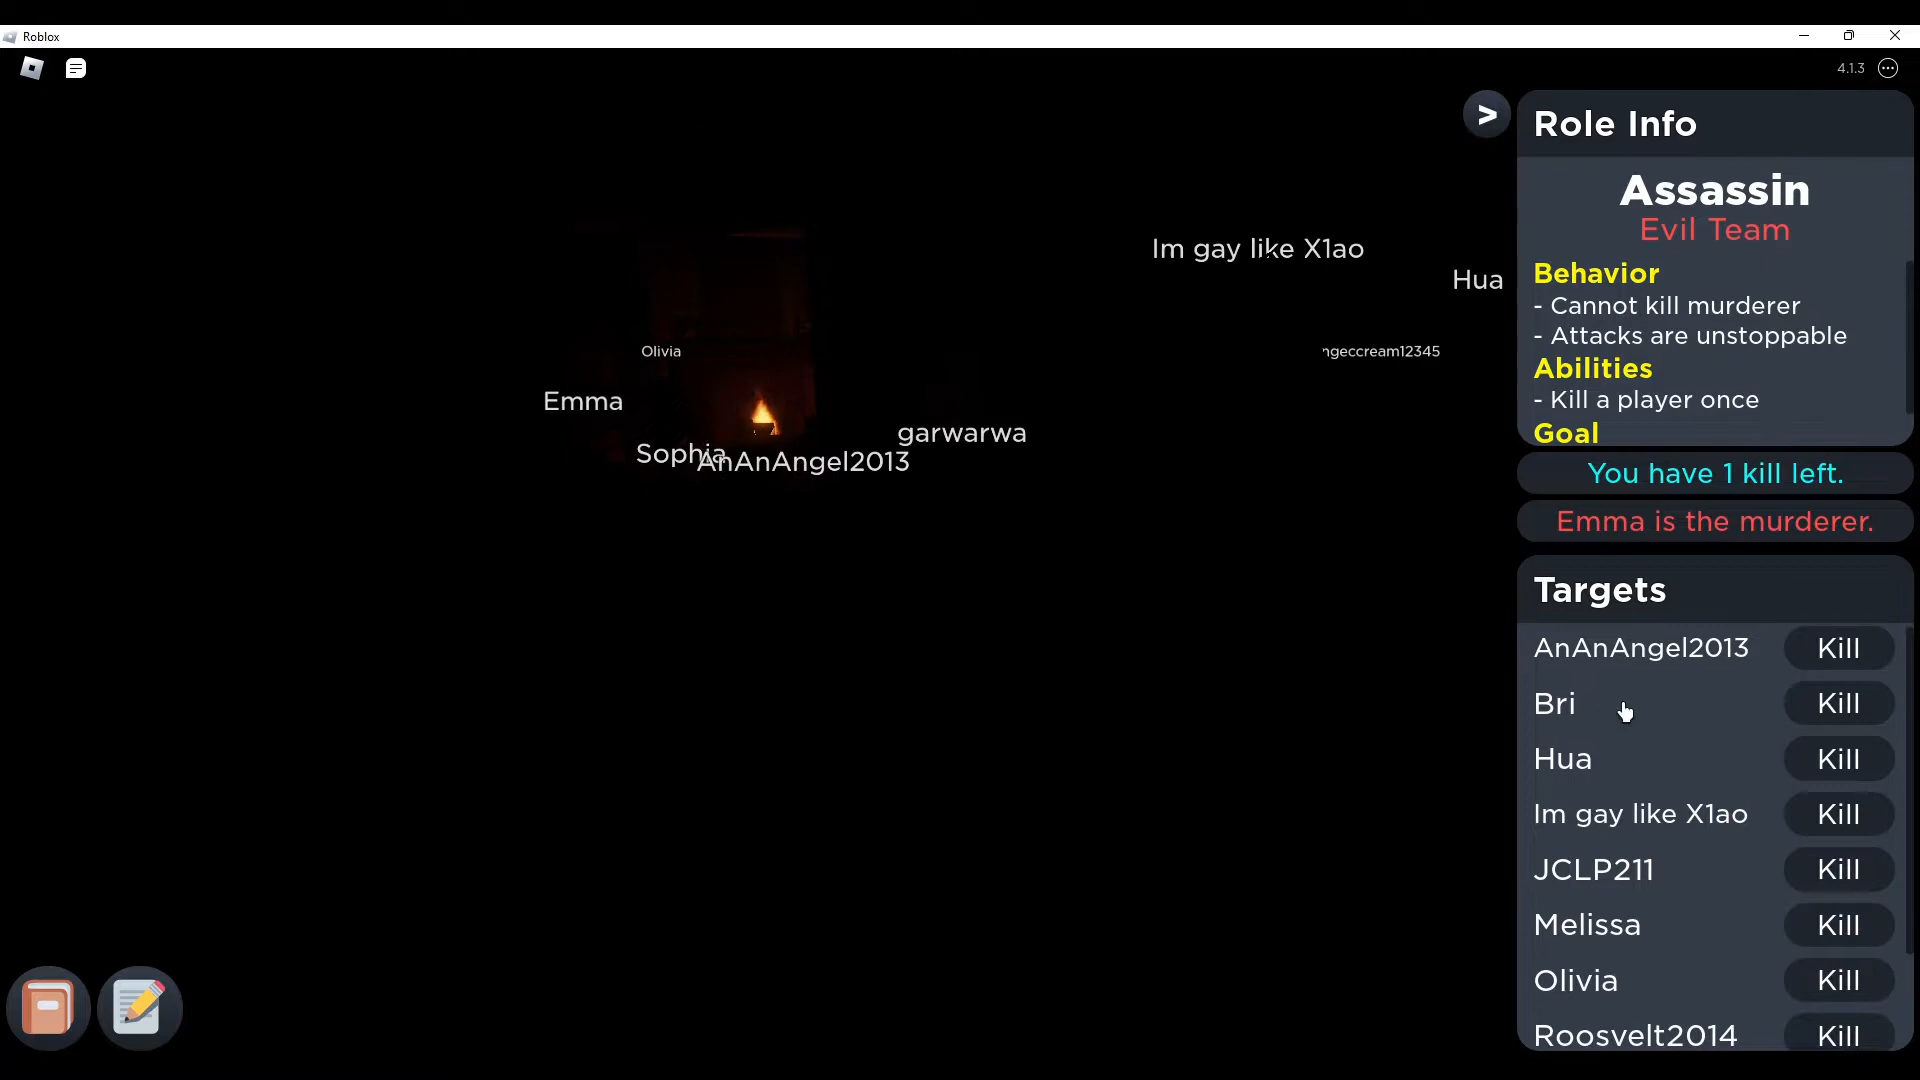 Roblox
4.1.3
>
Role Info
Assassin
Evil Team
Behavior
- Cannot kill murderer
- Attacks are unstoppable
Abilities
- Kill a player once
Goal
You have 1 kill left.
Emma is the murderer.
Im gay like X1ao
Hua
Olivia
ngeccream12345
Emma
garwarwa
Sophia
AnAnAngel2013
Targets
AnAnAngel2013 Kill
Bri Kill
Hua Kill
Im gay like X1ao Kill
JCLP211 Kill
Melissa Kill
Olivia Kill
Roosvelt2014 Kill